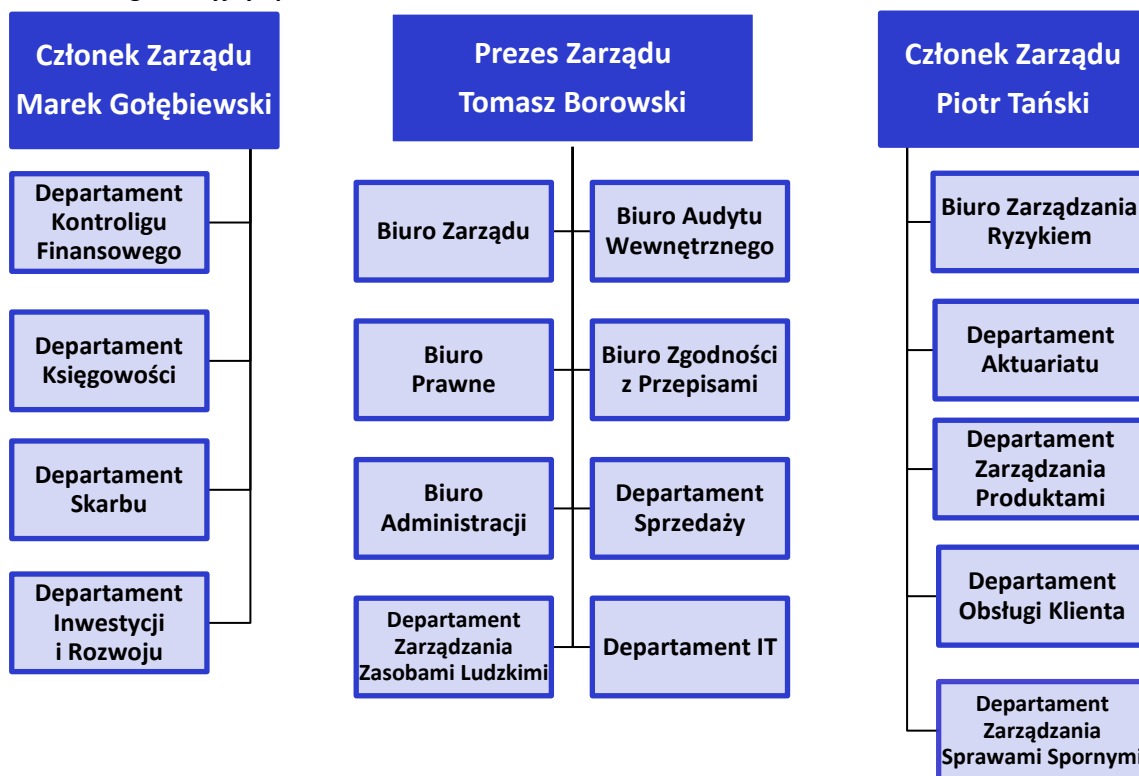 Członek Zarządu
Marek Gołębiewski
Departament
Kontroligu
Finansowego
Departament
Księgowości
Departament
Skarbu
Departament
Inwestycji
i Rozwoju
Prezes Zarządu
Tomasz Borowski
Biuro Zarządu
Biuro Audytu
Wewnętrznego
Biuro
Prawne
Biuro Zgodności
z Przepisami
Biuro
Administracji
Departament
Sprzedaży
Departament
Zarządzania
Zasobami Ludzkimi
Departament IT
Członek Zarządu
Piotr Tański
Biuro Zarządzania
Ryzykiem
Departament
Aktuariatu
Departament
Zarządzania
Produktami
Departament
Obsługi Klienta
Departament
Zarządzania
Sprawami Spornymi